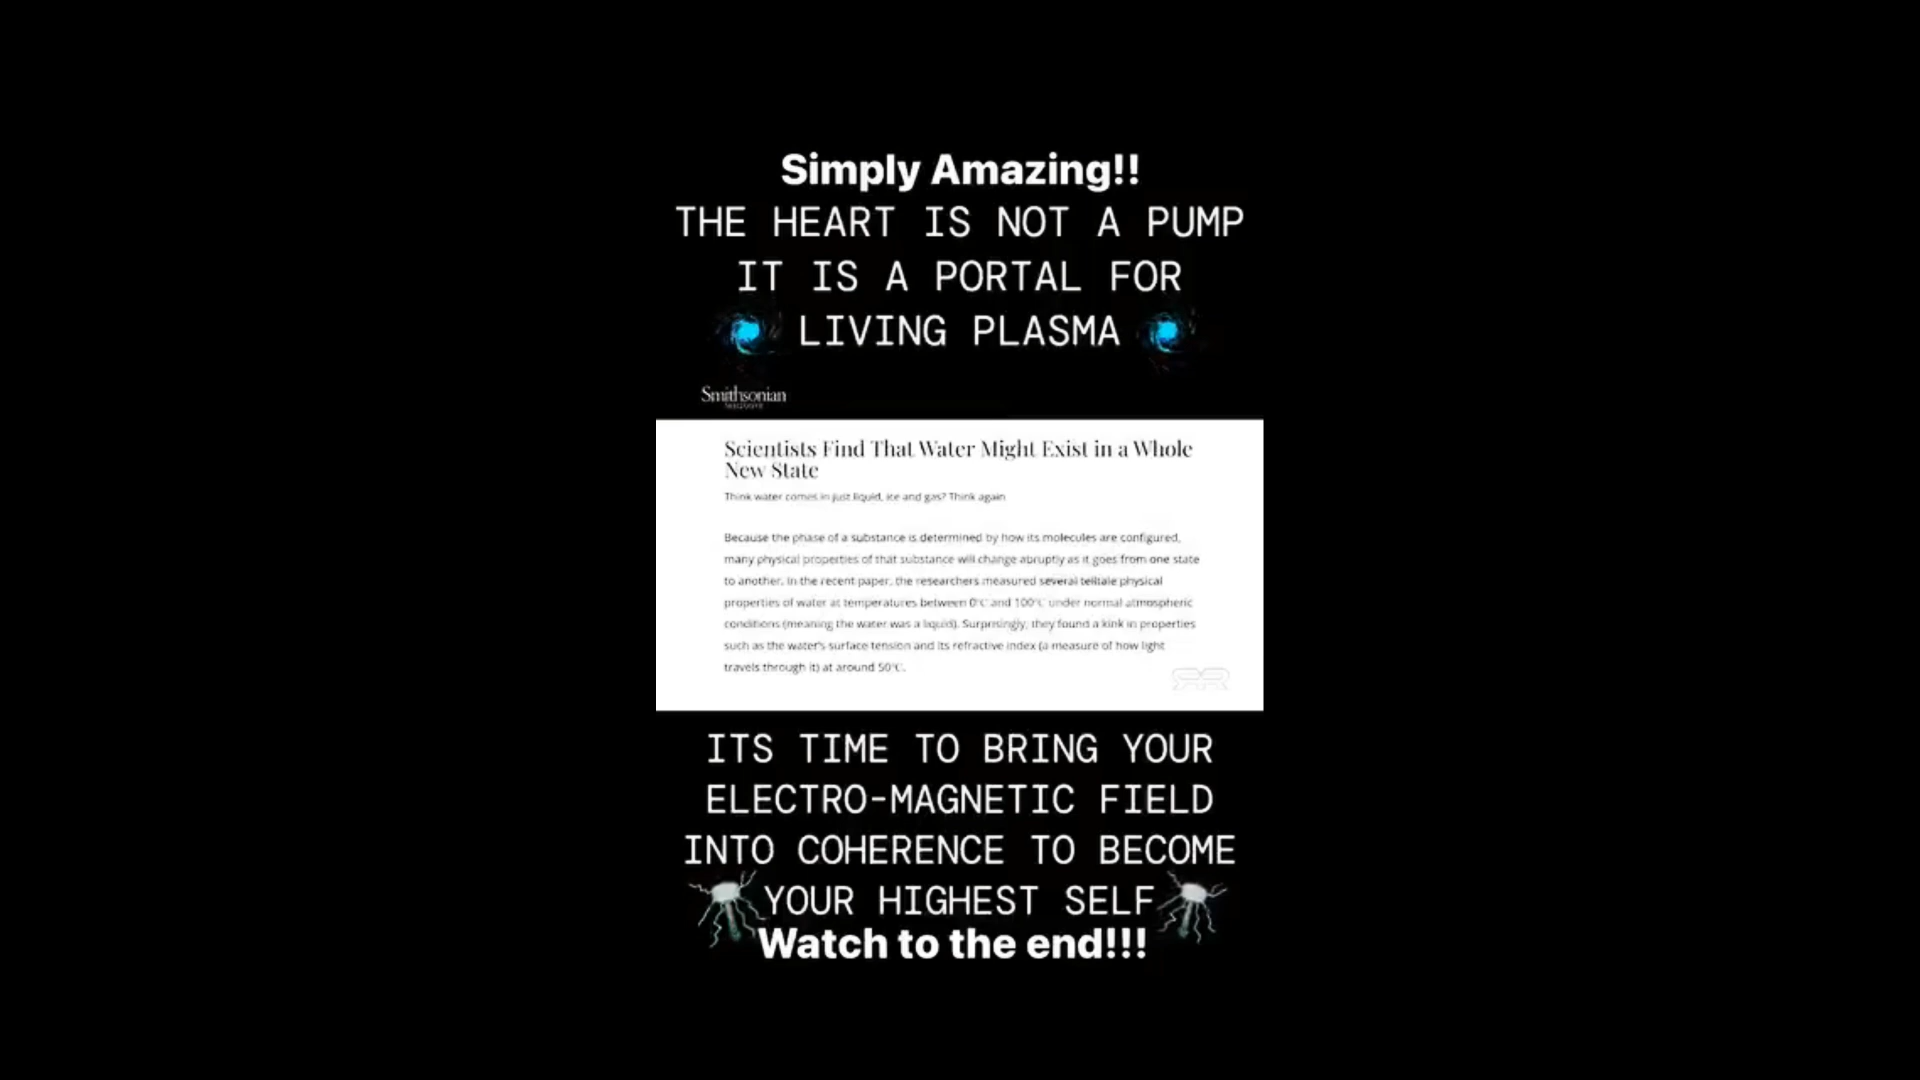 Simply Amazing!!
THE HEART IS NOT A PUMP
IT IS A PORTAL FOR
LIVING PLASMA
Smithsonian
MAGAZINE
Scientists Find That Water Might Exist in a Whole
New State
Think water comes in just liquid, ice and gas? Think again
Because the phase of a substance is determined by how its molecules are configured,
many physical properties of that substance will change abruptly as it goes from one state
to another. In the recent paper, the researchers measured several telltale physical
properties of water at temperatures between 0°C and 100°C under normal atmospheric
conditions (meaning the water was a liquid). Surprisingly, they found a kink in properties
such as the water's surface tension and its refractive index (a measure of how light
travels through it) at around 50°C.
ITS TIME TO BRING YOUR
ELECTRO-MAGNETIC FIELD
INTO COHERENCE TO BECOME
YOUR HIGHEST SELF
Watch to the end!!!